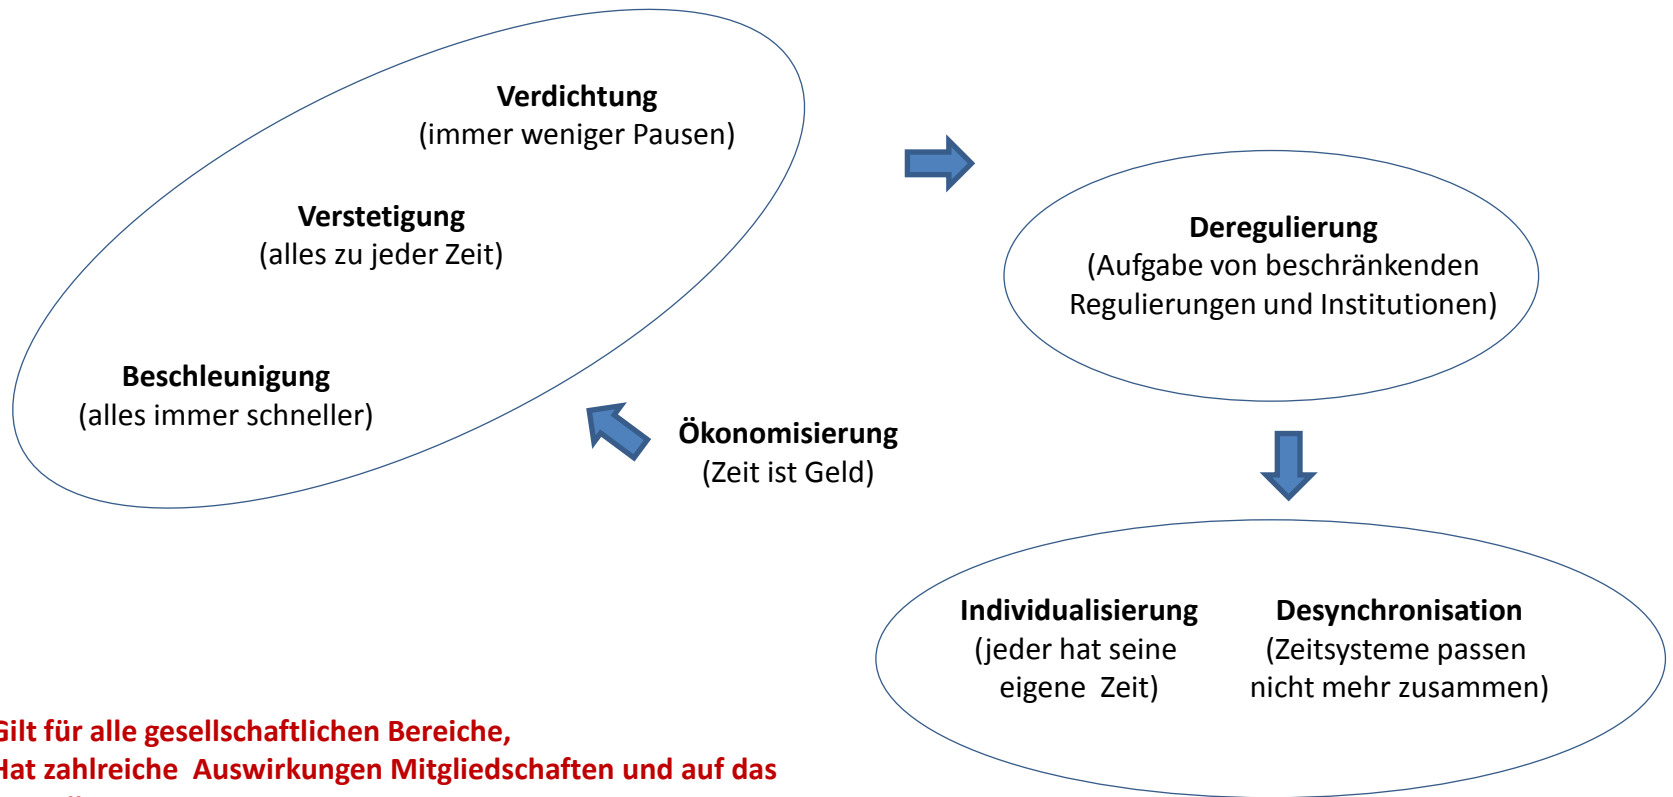 Verdichtung
(immer weniger Pausen)
Verstetigung
(alles zu jeder Zeit)
Beschleunigung
(alles immer schneller)
Ökonomisierung
(Zeit ist Geld)
Deregulierung
(Aufgabe von beschränkenden
Regulierungen und Institutionen)
Individualisierung
(jeder hat seine
eigene Zeit)
Desynchronisation
(Zeitsysteme passen
nicht mehr zusammen)
Gilt für alle gesellschaftlichen Bereiche,
Hat zahlreiche Auswirkungen Mitgliedschaften und auf das